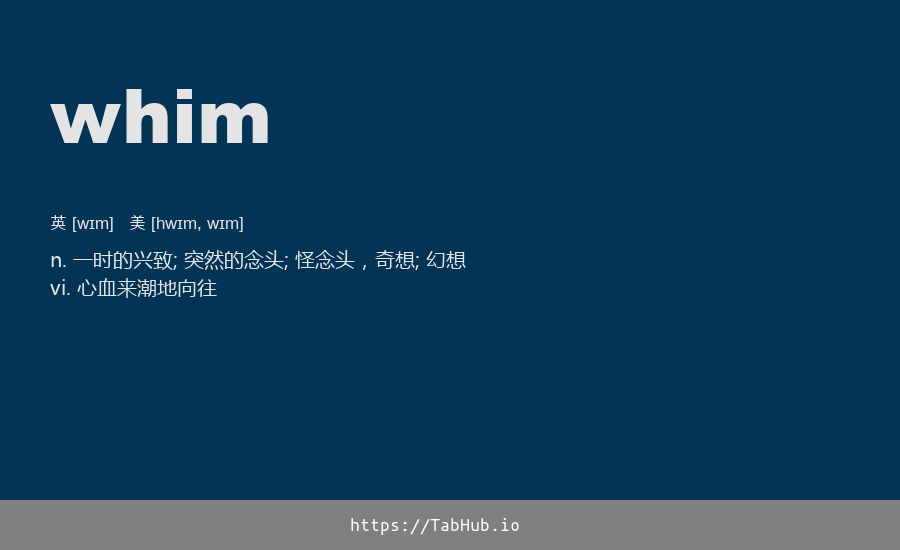 whim
英 [wɪm]   美 [hwɪm, wɪm]
n. 一时的兴致; 突然的念头; 怪念头，奇想; 幻想
vi. 心血来潮地向往
https://TabHub.io